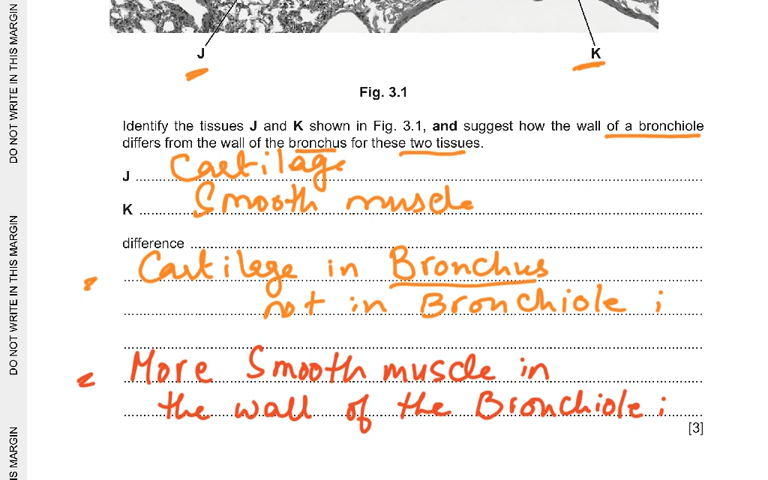 DO NOT WRITE IN THIS MARGIN
J
K
Fig. 3.1
Identify the tissues J and K shown in Fig. 3.1, and suggest how the wall of a bronchiole
differs from the wall of the bronchus for these two tissues.
J Cartilage
K Smooth muscle
difference
Cartilage in Bronchus
DO NOT WRITE IN THIS MARGIN
not in Bronchiole ;
More Smooth muscle in
the wall of the Bronchiole ;
[3]
IS MARGIN